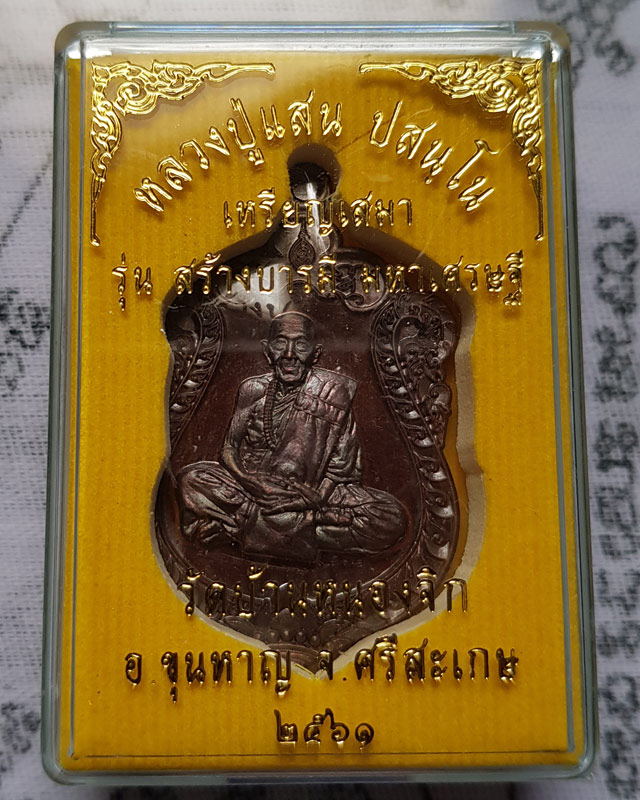 หลวงปู่แสน ปสนฺโน
เหรียญเสมา
รุ่น สร้างบารมี มหาเศรษฐี
วัดบ้านหนองจิก
อ.ขุนหาญ จ.ศรีสะเกษ
๒๕๖๑